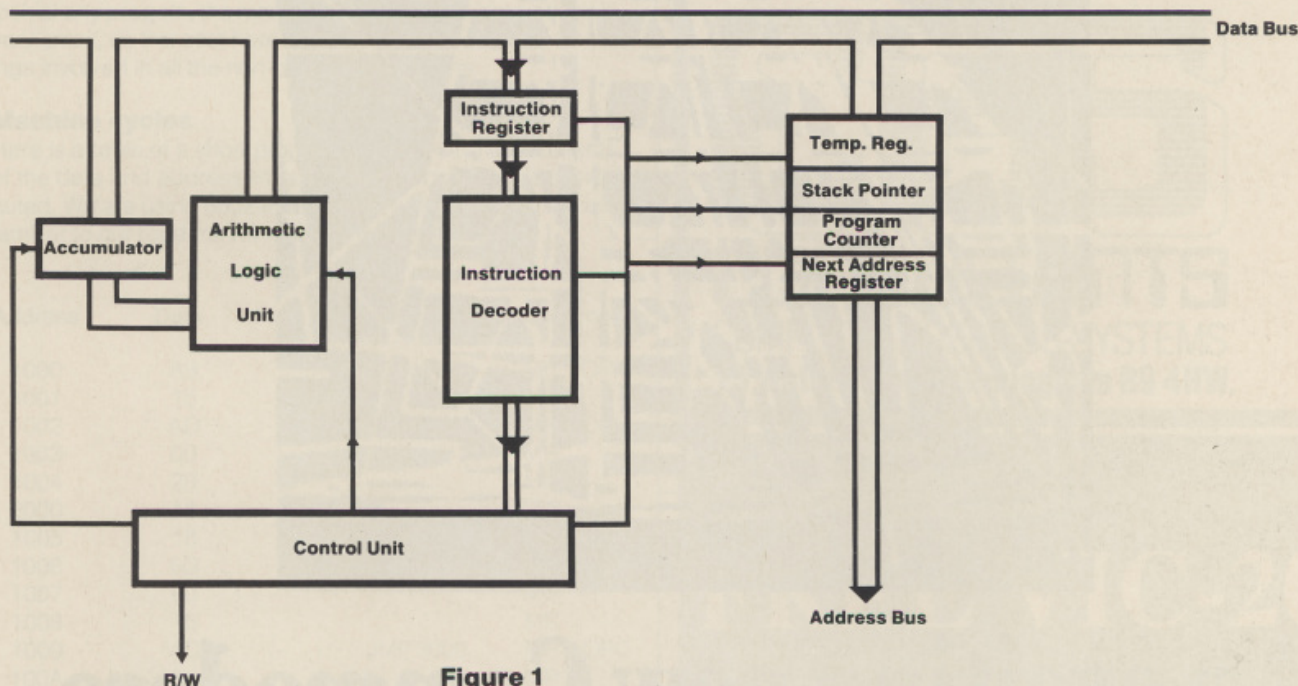 Data Bus
Instruction
Register
Temp. Reg.
Stack Pointer
Program
Counter
Next Address
Register
Accumulator
Arithmetic
Logic
Unit
Instruction
Decoder
Control Unit
Address Bus
R/W
Figure 1